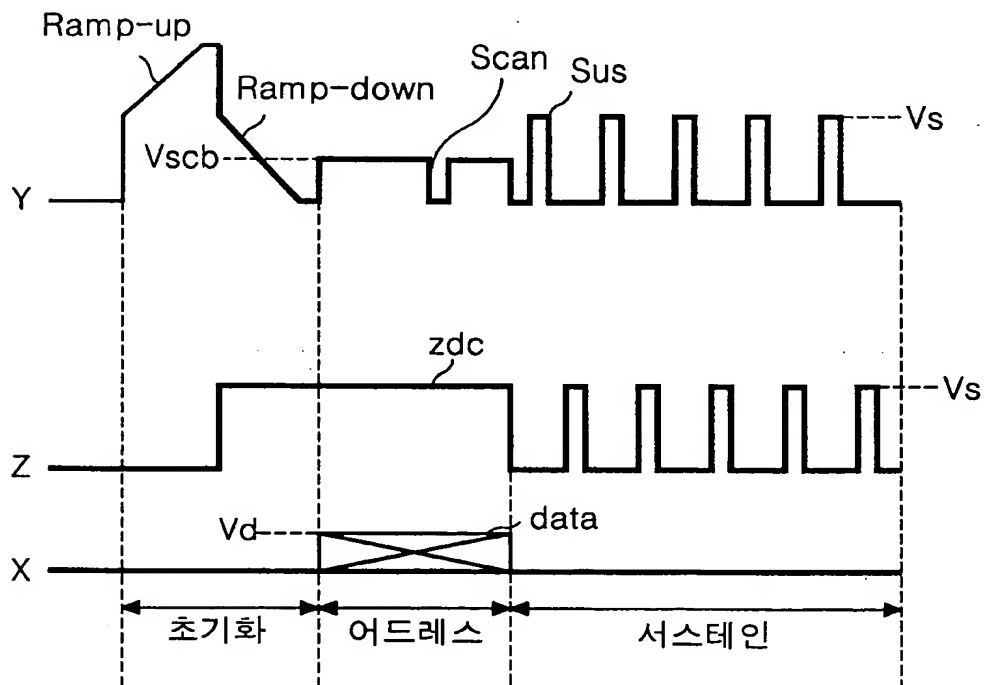 Ramp-up
Scan
Sus
Ramp-down
Vs
Vscb
Y
zdc
Vs
Z
Vd
data
X
초기화
어드레스
서스테인